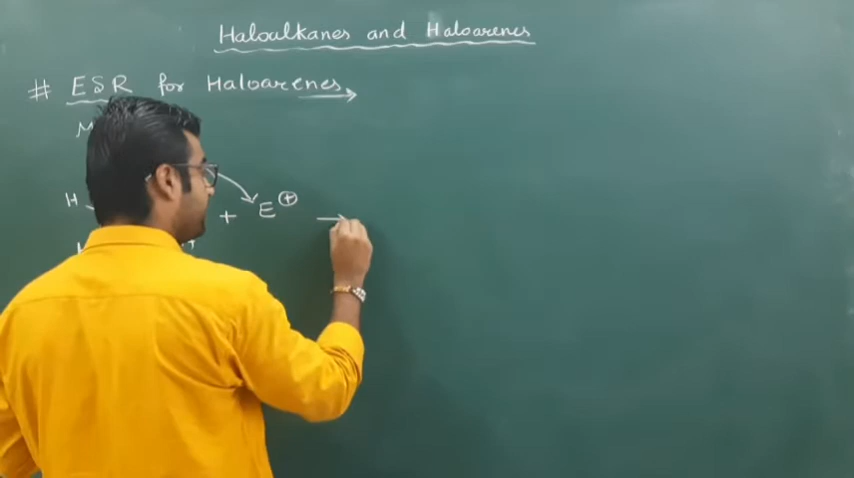 Haloalkanes and Haloarenes
# ESR for Haloarenes
H + E +